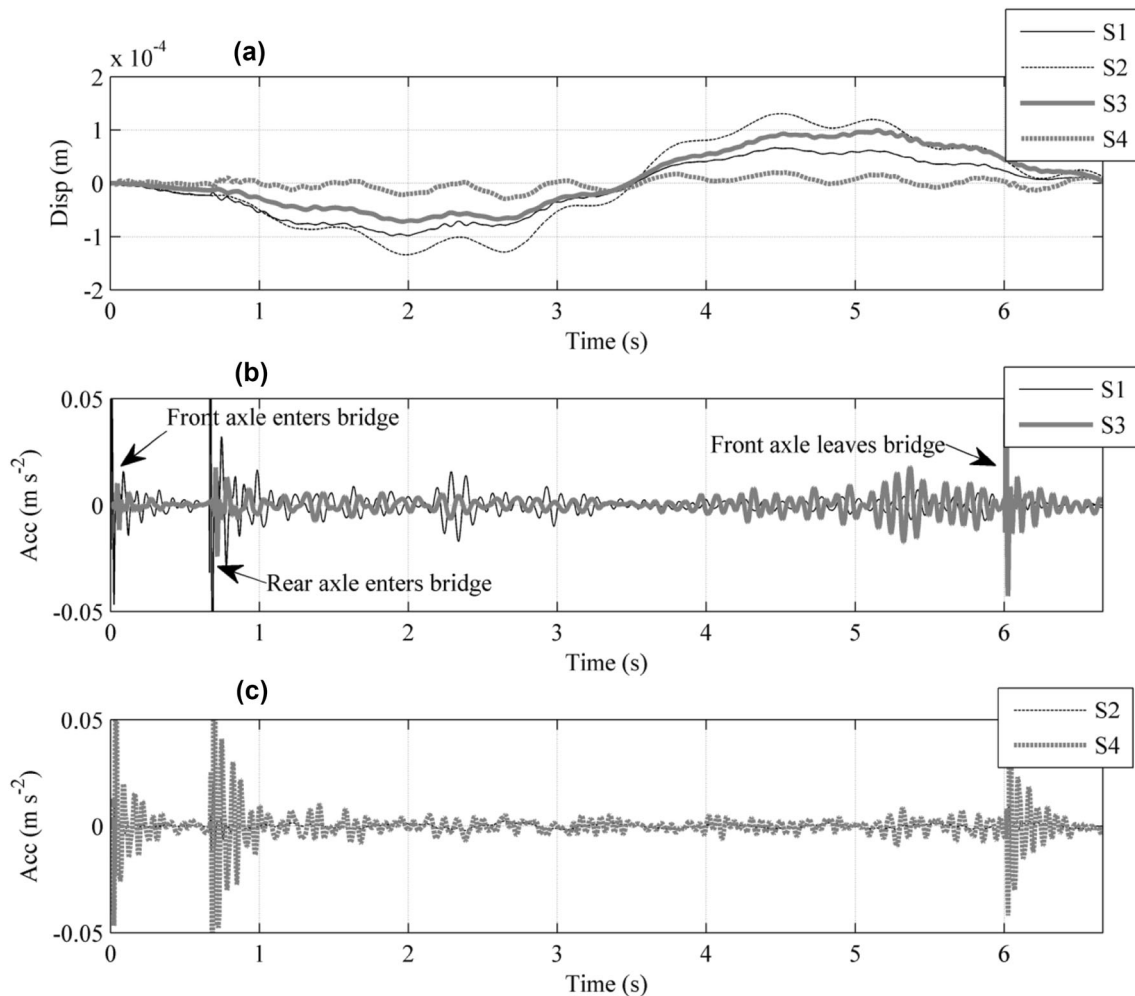 (a)
x 10-4
S1
S2
S3
S4
2
1
0
-1
-2
Disp (m)
0 1 2 3 4 5 6
Time (s)
(b)
S1
S3
0.05
0
-0.05
Acc (m s-2)
Front axle enters bridge
Front axle leaves bridge
Rear axle enters bridge
0 1 2 3 4 5 6
Time (s)
(c)
S2
S4
0.05
0
-0.05
Acc (m s-2)
0 1 2 3 4 5 6
Time (s)